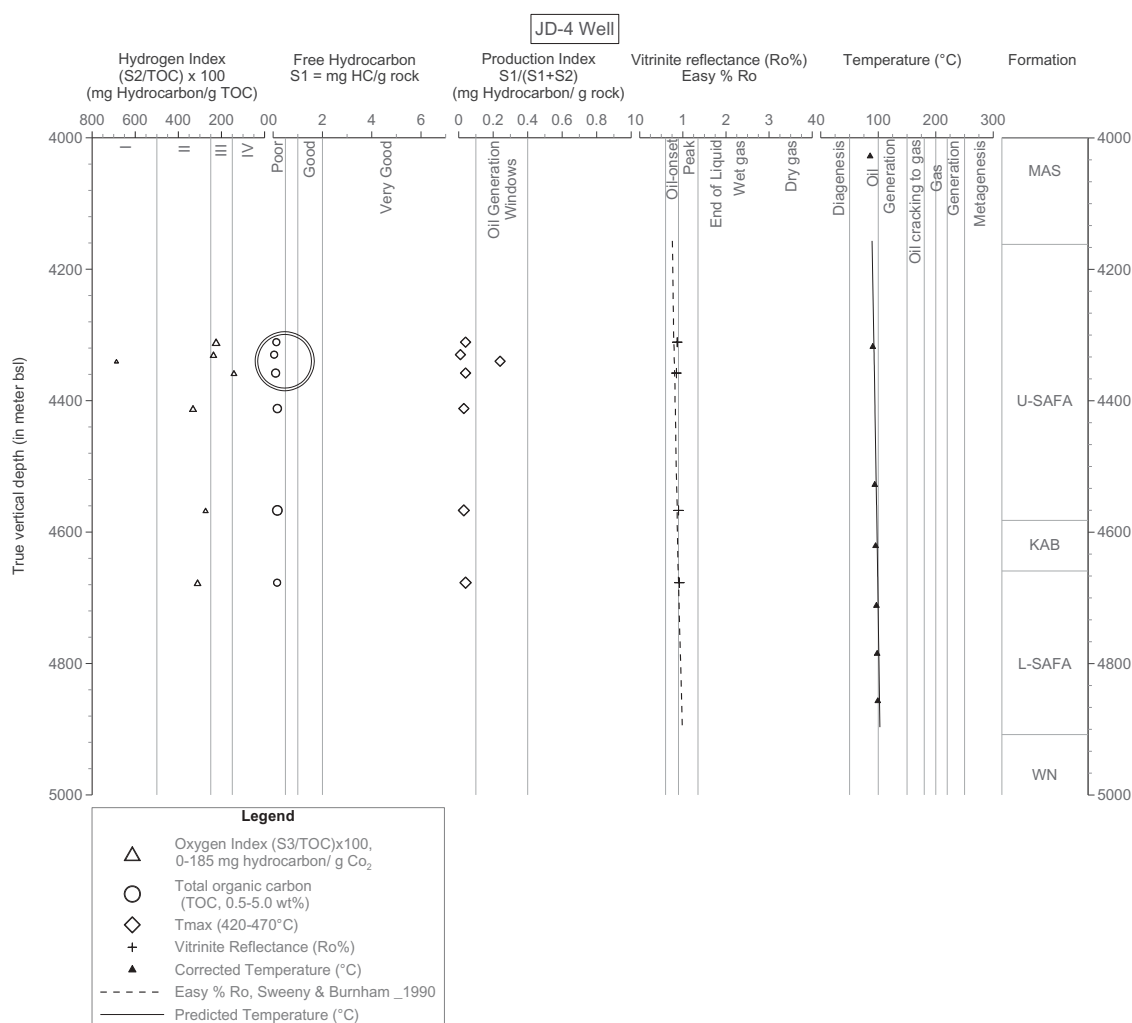 JD-4 Well
Hydrogen Index
(S2/TOC) x 100
(mg Hydrocarbon/g TOC)
Free Hydrocarbon
S1 = mg HC/g rock
Production Index
S1/(S1+S2)
(mg Hydrocarbon/ g rock)
Vitrinite reflectance (Ro%)
Easy % Ro
Temperature (°C)
Formation
800 600 400 200 0
0 2 4 6
0 0.2 0.4 0.6 0.8 1.0
0 1 2 3 4
0 100 200 300
4000
4200
4400
4600
4800
5000
True vertical depth (in meter bsl)
I
II
III
IV
Poor
Good
Very Good
Oil Generation
Windows
Oil-onset
Peak
End of Liquid
Wet gas
Dry gas
Diagenesis
Oil
Generation
Oil cracking to gas
Gas
Generation
Metagenesis
MAS
U-SAFA
KAB
L-SAFA
WN
4000
4200
4400
4600
4800
5000
Legend
Oxygen Index (S3/TOC)x100,
0-185 mg hydrocarbon/ g Co2
Total organic carbon
(TOC, 0.5-5.0 wt%)
Tmax (420-470°C)
Vitrinite Reflectance (Ro%)
Corrected Temperature (°C)
Easy % Ro, Sweeny & Burnham _1990
Predicted Temperature (°C)